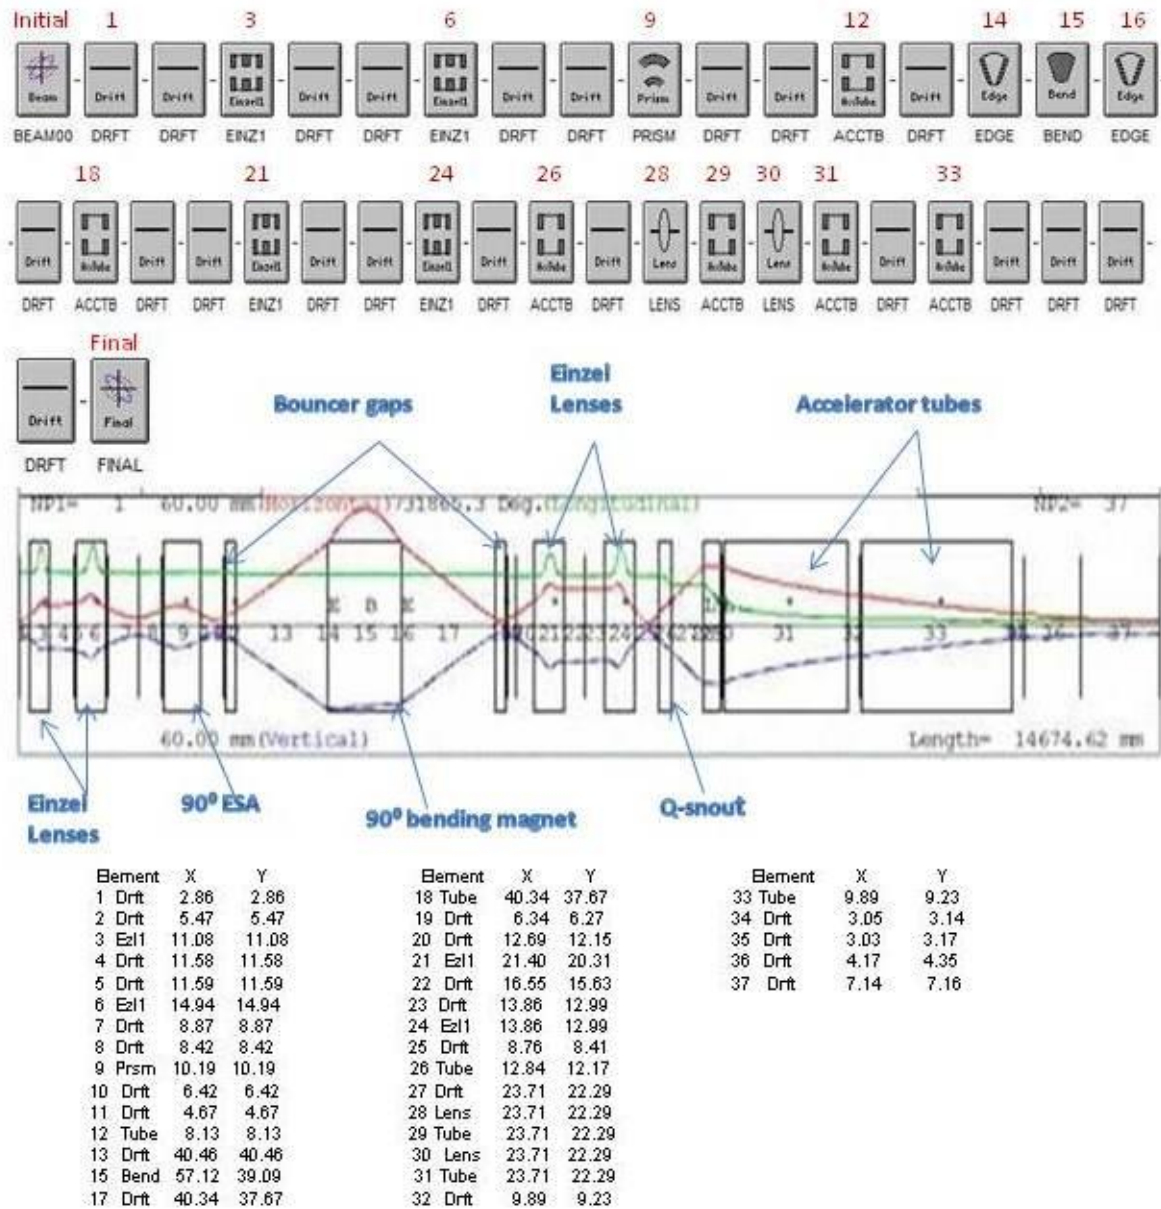 Initial 1 3 6 9 12 14 15 16
Beam Drift Drift Einzel1 Drift Drift Einzel1 Drift Drift Prism Drift Drift AccTube Drift Edge Bend Edge
BEAM00 DRFT DRFT EINZ1 DRFT DRFT EINZ1 DRFT DRFT PRISM DRFT DRFT ACCTB DRFT EDGE BEND EDGE
18 21 24 26 28 29 30 31 33
Drift AccTube Drift Drift Einzel1 Drift Drift Einzel1 Drift AccTube Drift Lens AccTube Lens AccTube Drift AccTube Drift Drift Drift
DRFT ACCTB DRFT DRFT EINZ1 DRFT DRFT EINZ1 DRFT ACCTB DRFT LENS ACCTB LENS ACCTB DRFT ACCTB DRFT DRFT DRFT
Final
Drift Final
DRFT FINAL
Bouncer gaps
Einzel
Lenses
Accelerator tubes
NP1= 1 60.00 mm(Horizontal) 731865.3 Deg.(Longitudinal) NP2= 37
E B E
3 4 6 8 9 13 14 15 16 17 21 24 31 33 36 37
60.00 mm(Vertical) Length= 14674.62 mm
Einzel
Lenses
90⁰ ESA
90⁰ bending magnet
Q-snout
Element X Y
1 Drft 2.86 2.86
2 Drft 5.47 5.47
3 Ezl1 11.08 11.08
4 Drft 11.58 11.58
5 Drft 11.59 11.59
6 Ezl1 14.94 14.94
7 Drft 8.87 8.87
8 Drft 8.42 8.42
9 Prsm 10.19 10.19
10 Drft 6.42 6.42
11 Drft 4.67 4.67
12 Tube 8.13 8.13
13 Drft 40.46 40.46
15 Bend 57.12 39.09
17 Drft 40.34 37.67
Element X Y
18 Tube 40.34 37.67
19 Drft 6.34 6.27
20 Drft 12.69 12.15
21 Ezl1 21.40 20.31
22 Drft 16.55 15.63
23 Drft 13.86 12.99
24 Ezl1 13.86 12.99
25 Drft 8.76 8.41
26 Tube 12.84 12.17
27 Drft 23.71 22.29
28 Lens 23.71 22.29
29 Tube 23.71 22.29
30 Lens 23.71 22.29
31 Tube 23.71 22.29
32 Drft 9.89 9.23
Element X Y
33 Tube 9.89 9.23
34 Drft 3.05 3.14
35 Drft 3.03 3.17
36 Drft 4.17 4.35
37 Drft 7.14 7.16